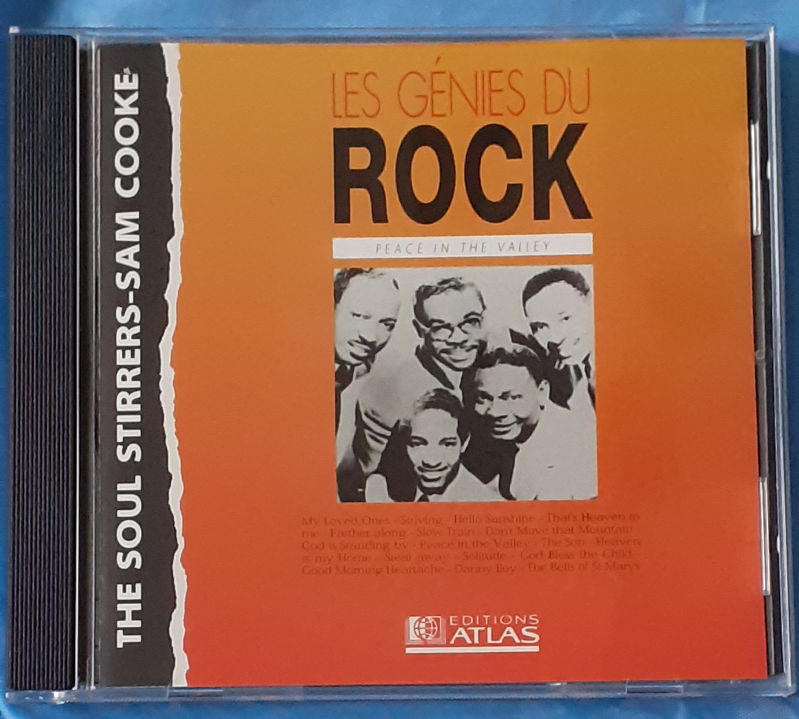 THE SOUL STIRRERS-SAM COOKE
LES GÉNIES DU
ROCK
PEACE IN THE VALLEY
My Loved Ones - Striving - Hello Sunshine - That's Heaven to
me - Farther along - Slow Train - Dont Move that Mountain
God is Standing by - Peace in the Valley - The Son - Heaven
is my Home - Steal away - Solitude - God Bless the Child
Good Morning Heartache - Danny Boy - The Bells of St Marys
EDITIONS
ATLAS